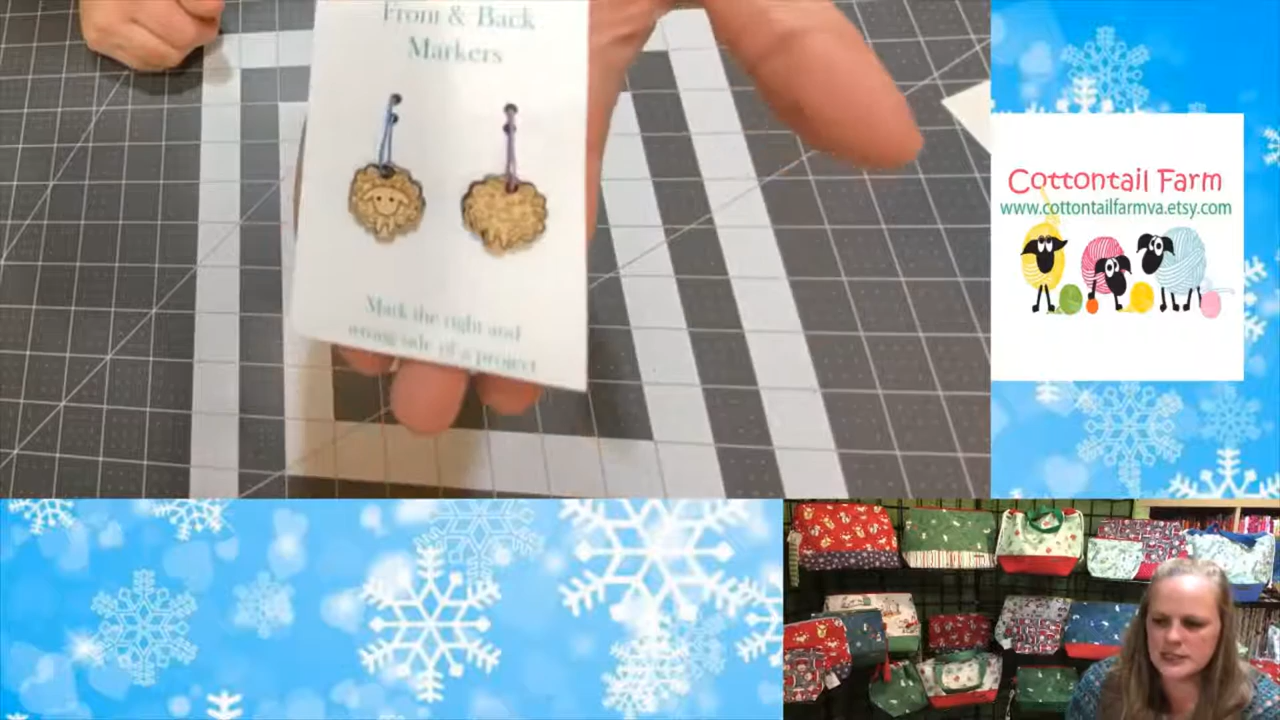 Front & Back
Markers
Mark the right and
wrong side of a project
Cottontail Farm
www.cottontailfarmva.etsy.com